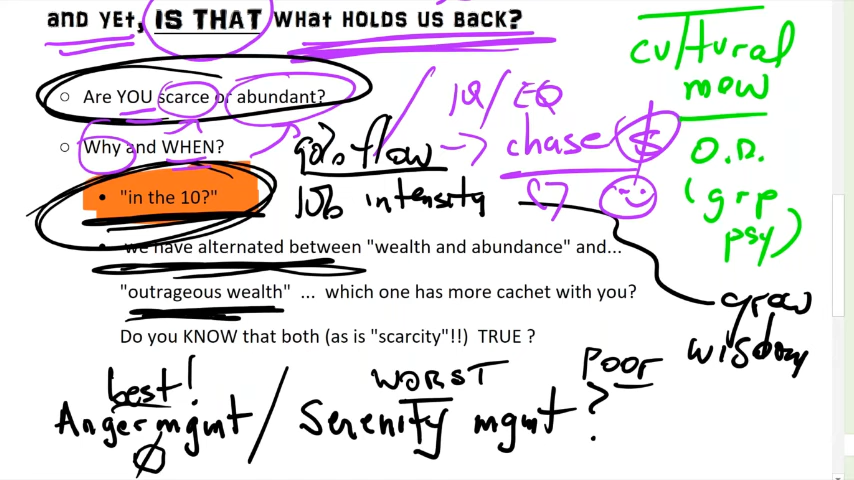 and yet, IS THAT what holds us back?
Are YOU scarce or abundant?
Why and WHEN?
"in the 10?"
we have alternated between "wealth and abundance" and...
"outrageous wealth" ... which one has more cachet with you?
Do you KNOW that both (as is "scarcity"!!) TRUE ?
IQ/EQ
90% flow
→ chase $
10% intensity
cultural
mow
O.D.
(grp
psy)
grow
wisdom
best!
Anger mgmt /
WORST
Serenity mgmt
POOR
?